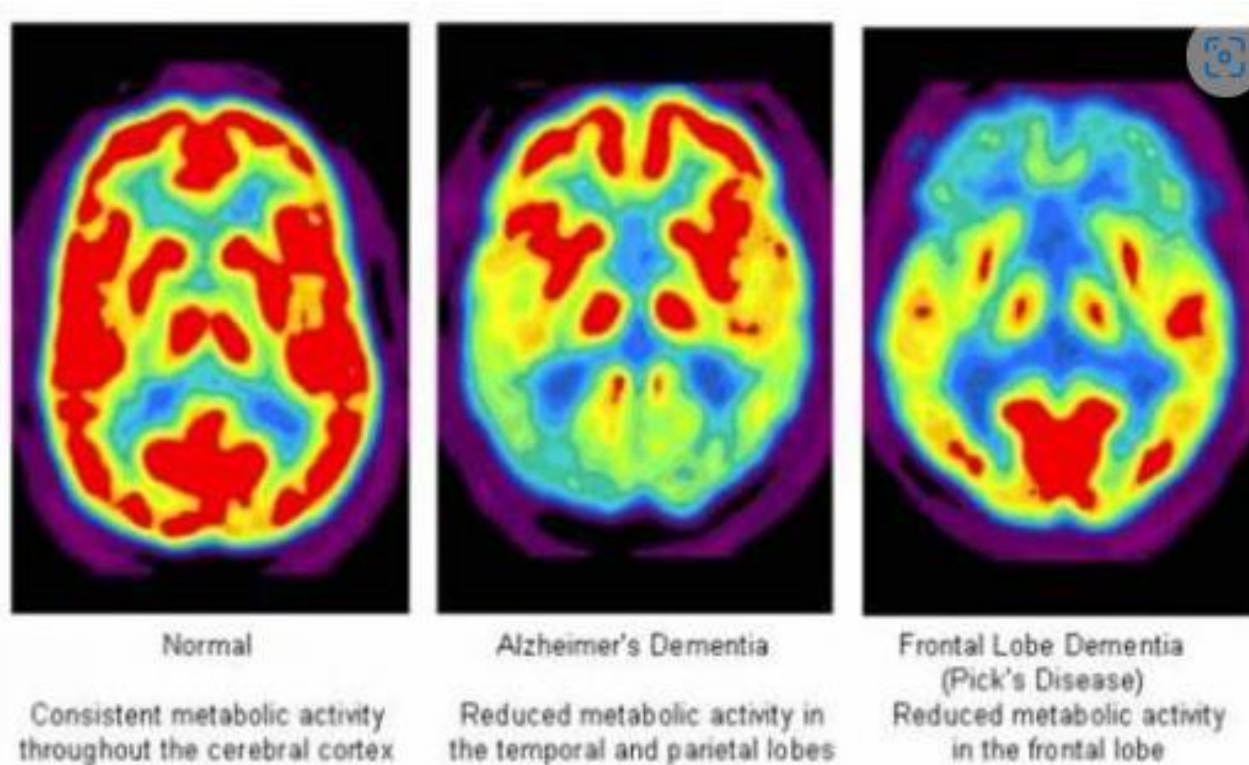 Normal
Consistent metabolic activity
throughout the cerebral cortex
Alzheimer's Dementia
Reduced metabolic activity in
the temporal and parietal lobes
Frontal Lobe Dementia
(Pick's Disease)
Reduced metabolic activity
in the frontal lobe